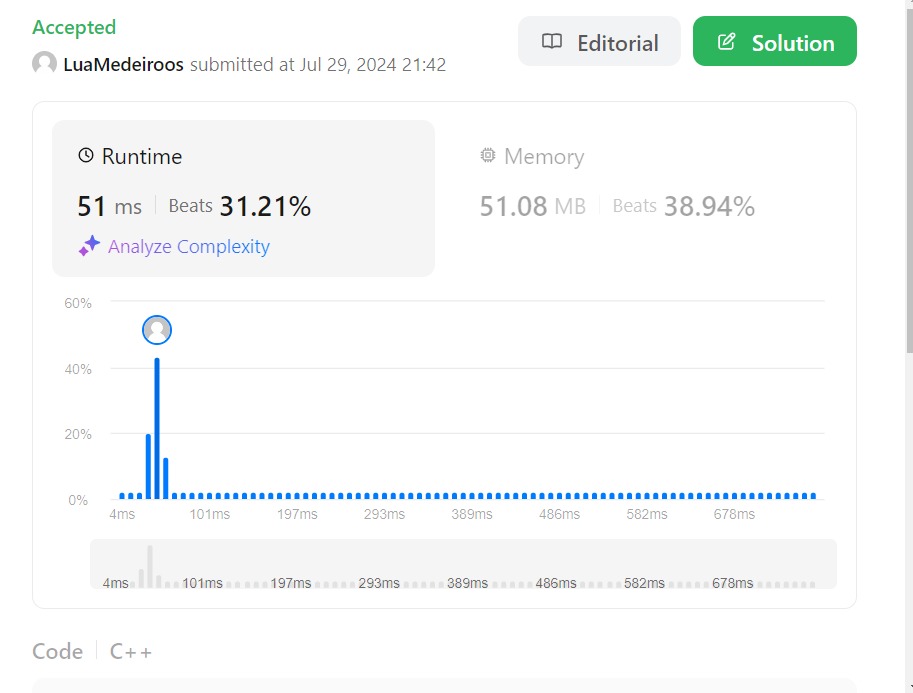 Accepted
Editorial
Solution
LuaMedeiroos submitted at Jul 29, 2024 21:42
Runtime
Memory
51 ms | Beats 31.21%
51.08 MB | Beats 38.94%
Analyze Complexity
60%
40%
20%
0%
4ms 101ms 197ms 293ms 389ms 486ms 582ms 678ms
4ms 101ms 197ms 293ms 389ms 486ms 582ms 678ms
Code | C++